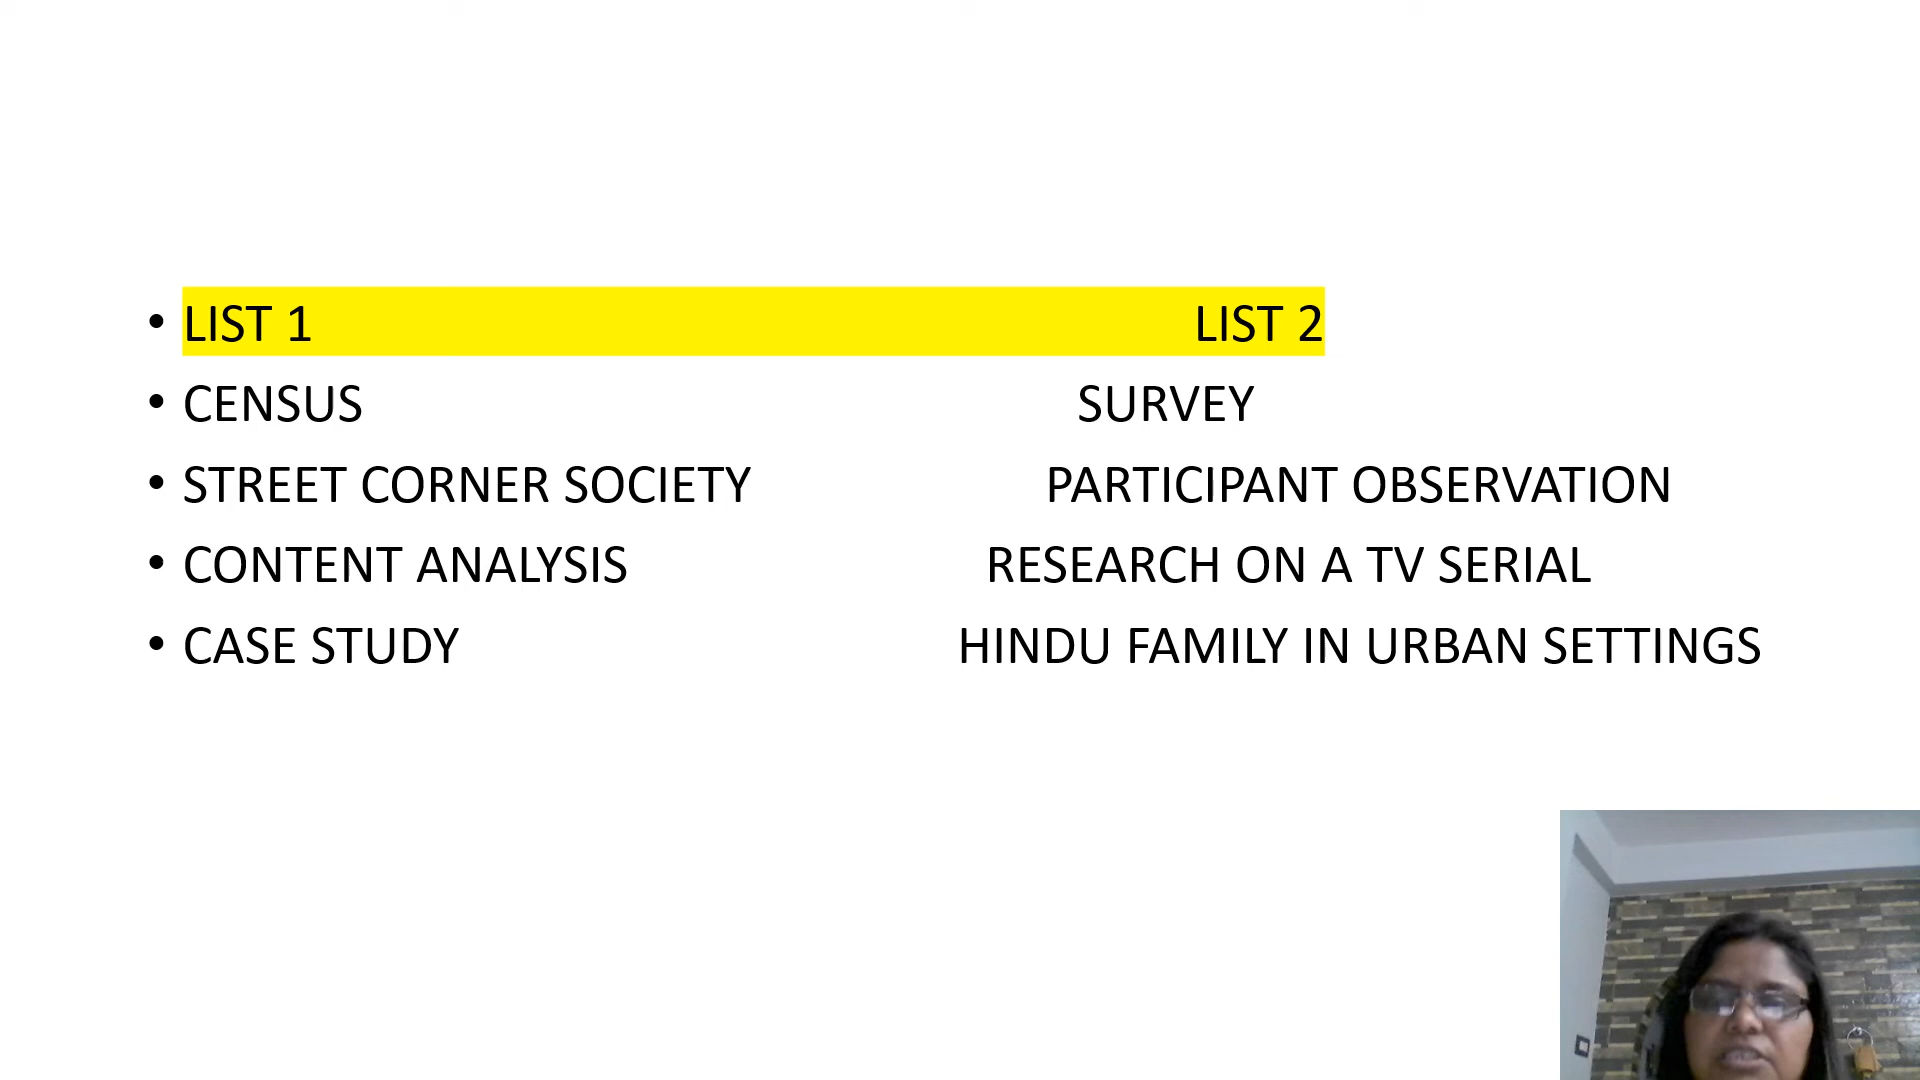 • LIST 1 LIST 2
• CENSUS SURVEY
• STREET CORNER SOCIETY PARTICIPANT OBSERVATION
• CONTENT ANALYSIS RESEARCH ON A TV SERIAL
• CASE STUDY HINDU FAMILY IN URBAN SETTINGS